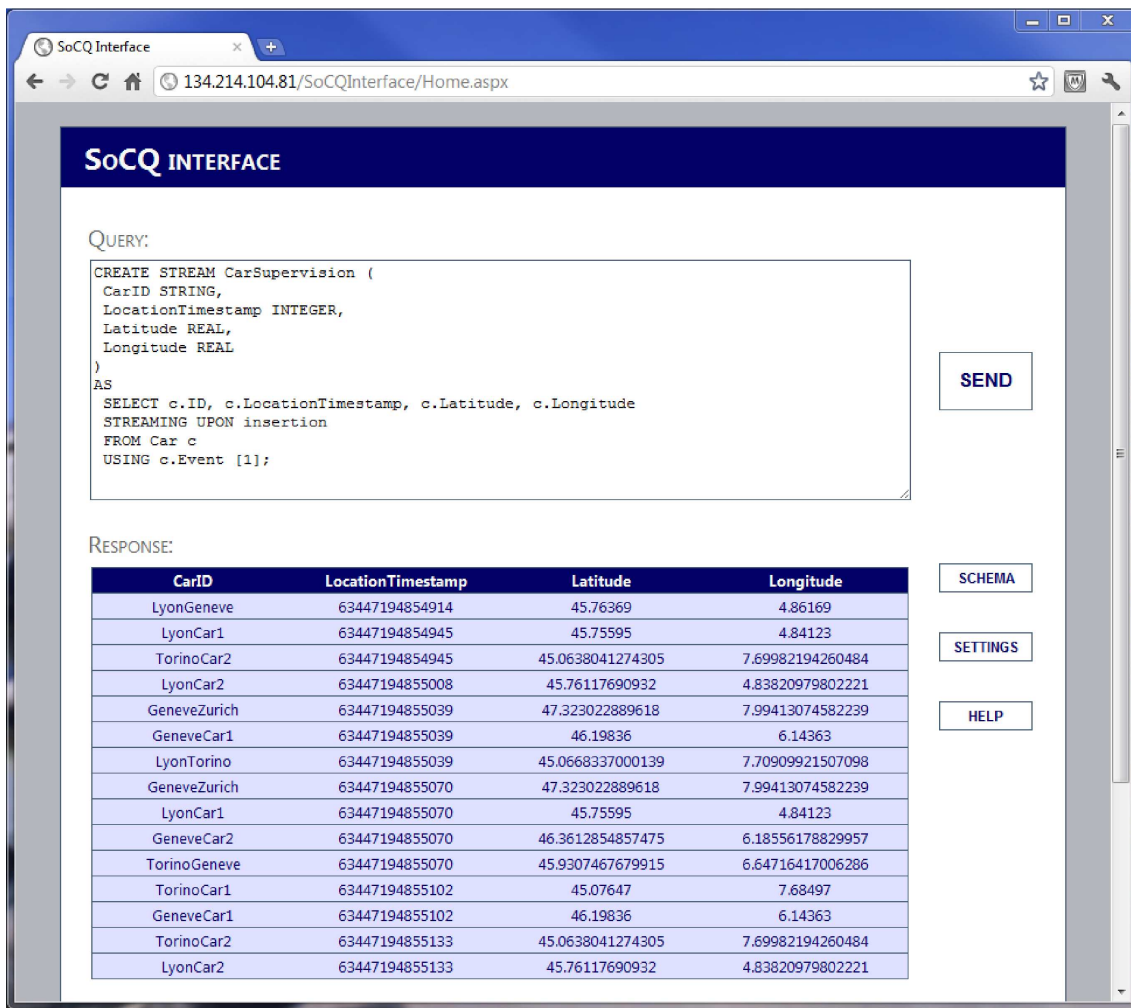 SoCQ Interface
134.214.104.81/SoCQInterface/Home.aspx
SoCQ INTERFACE
QUERY:
CREATE STREAM CarSupervision (
CarID STRING,
LocationTimestamp INTEGER,
Latitude REAL,
Longitude REAL
)
AS
SELECT c.ID, c.LocationTimestamp, c.Latitude, c.Longitude
STREAMING UPON insertion
FROM Car c
USING c.Event [1];
SEND
RESPONSE:
CarID LocationTimestamp Latitude Longitude
LyonGeneve 63447194854914 45.76369 4.86169
LyonCar1 63447194854945 45.75595 4.84123
TorinoCar2 63447194854945 45.0638041274305 7.69982194260484
LyonCar2 63447194855008 45.76117690932 4.83820979802221
GeneveZurich 63447194855039 47.323022889618 7.99413074582239
GeneveCar1 63447194855039 46.19836 6.14363
LyonTorino 63447194855039 45.0668337000139 7.70909921507098
GeneveZurich 63447194855070 47.323022889618 7.99413074582239
LyonCar1 63447194855070 45.75595 4.84123
GeneveCar2 63447194855070 46.3612854857475 6.18556178829957
TorinoGeneve 63447194855070 45.9307467679915 6.64716417006286
TorinoCar1 63447194855102 45.07647 7.68497
GeneveCar1 63447194855102 46.19836 6.14363
TorinoCar2 63447194855133 45.0638041274305 7.69982194260484
LyonCar2 63447194855133 45.76117690932 4.83820979802221
SCHEMA
SETTINGS
HELP